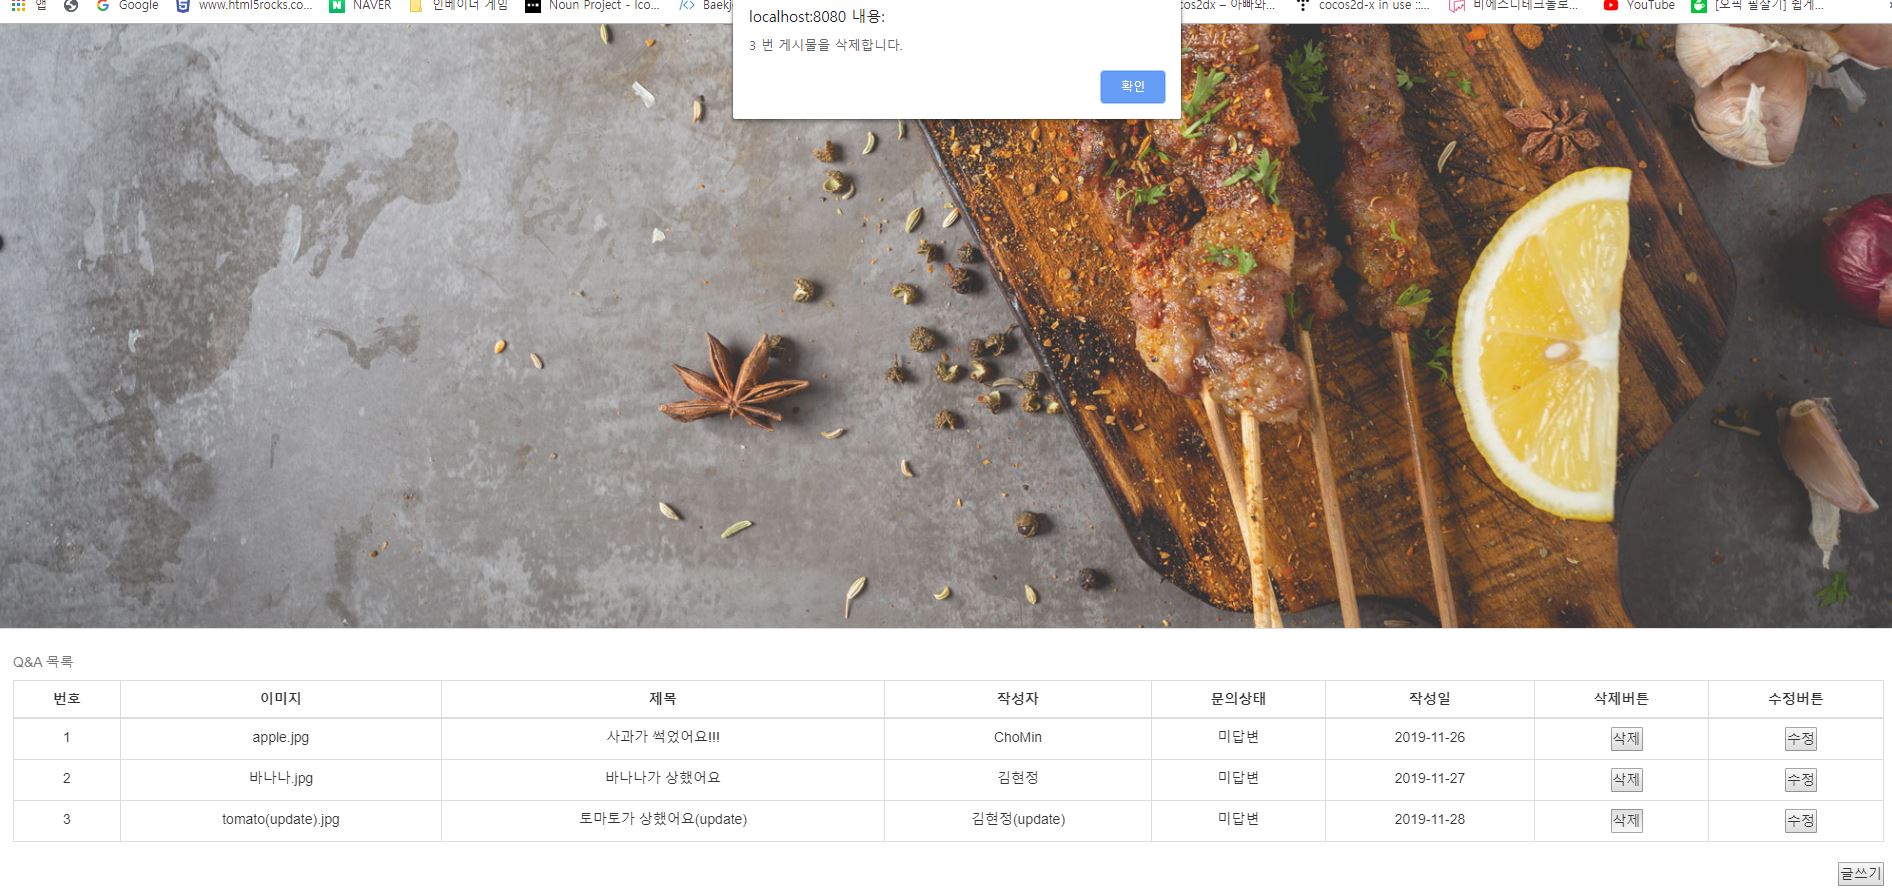 앱 Google www.html5rocks.co... NAVER 인베이더 게임 Noun Project - Ico... Baekj
cocos2d-x in use ::... 비에스디테크놀로... YouTube [오픽 필살기] 쉽게...
localhost:8080 내용:
3 번 게시물을 삭제합니다.
확인
Q&A 목록
번호 이미지 제목 작성자 문의상태 작성일 삭제버튼 수정버튼
1 apple.jpg 사과가 썩었어요!!! ChoMin 미답변 2019-11-26 삭제 수정
2 바나나.jpg 바나나가 상했어요 김현정 미답변 2019-11-27 삭제 수정
3 tomato(update).jpg 토마토가 상했어요(update) 김현정(update) 미답변 2019-11-28 삭제 수정
글쓰기